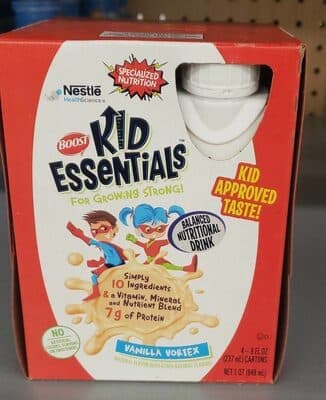 SPECIALIZED
NUTRITION
Nestlé
HealthScience
BOOST
KID
ESSENTIALS™
FOR GROWING STRONG!
KID
APPROVED
TASTE!
BALANCED
NUTRITIONAL
DRINK
SIMPLY
10 INGREDIENTS
& a VITAMIN, MINERAL
AND NUTRIENT BLEND
7g of PROTEIN
NO
VANILLA VORTEX
4 - 8 FL OZ
(237 mL) CARTONS
NET 1 QT (948 mL)